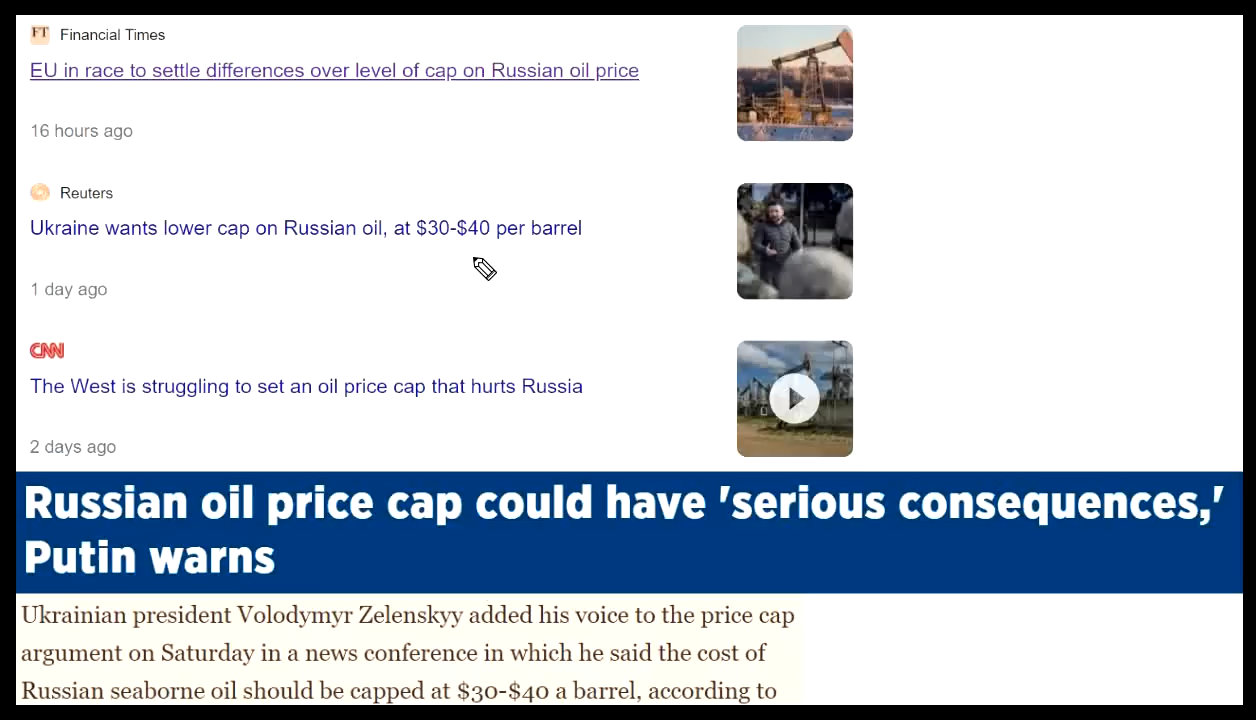 FT Financial Times
EU in race to settle differences over level of cap on Russian oil price
16 hours ago
Reuters
Ukraine wants lower cap on Russian oil, at $30-$40 per barrel
1 day ago
CNN
The West is struggling to set an oil price cap that hurts Russia
2 days ago
Russian oil price cap could have 'serious consequences,'
Putin warns
Ukrainian president Volodymyr Zelenskyy added his voice to the price cap
argument on Saturday in a news conference in which he said the cost of
Russian seaborne oil should be capped at $30-$40 a barrel, according to